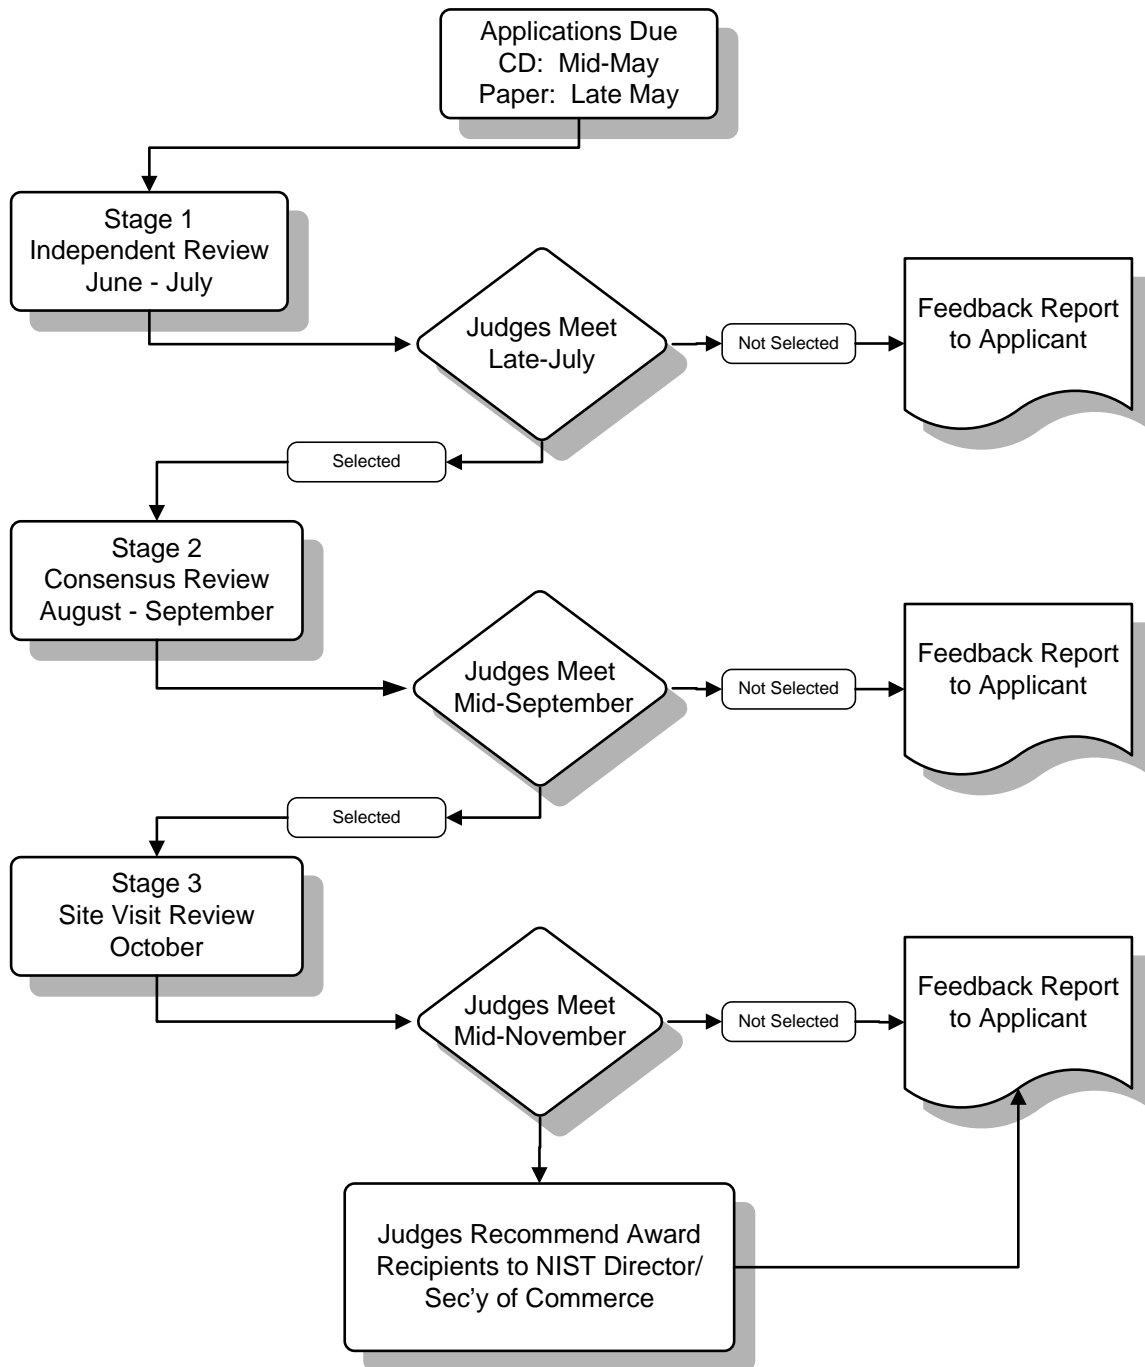 Applications Due
CD:  Mid-May
Paper:  Late May
Stage 1
Independent Review
June - July
Judges Meet
Late-July
Not Selected
Feedback Report
to Applicant
Selected
Stage 2
Consensus Review
August - September
Judges Meet
Mid-September
Not Selected
Feedback Report
to Applicant
Selected
Stage 3
Site Visit Review
October
Judges Meet
Mid-November
Not Selected
Feedback Report
to Applicant
Judges Recommend Award
Recipients to NIST Director/
Sec'y of Commerce